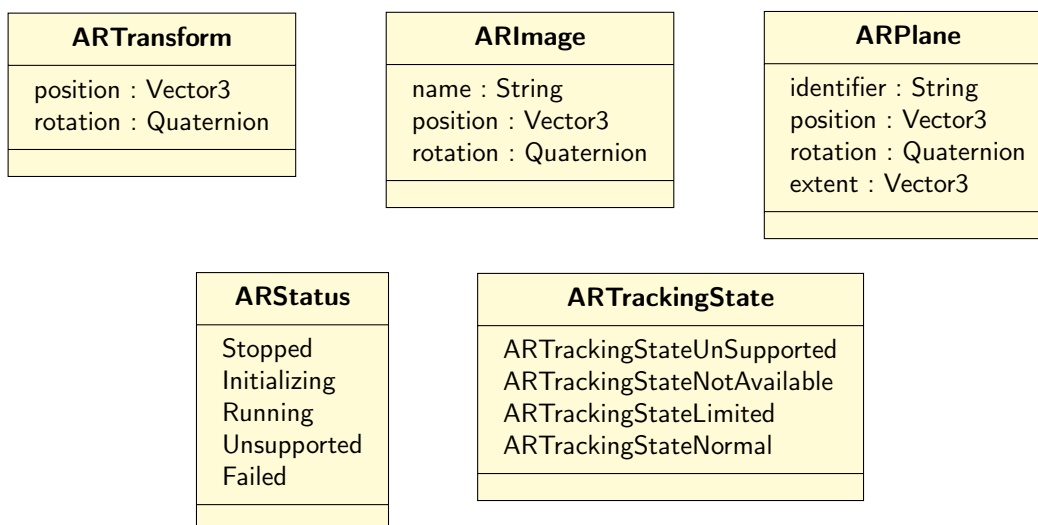 ARTransform
position : Vector3
rotation : Quaternion
ARImage
name : String
position : Vector3
rotation : Quaternion
ARPlane
identifier : String
position : Vector3
rotation : Quaternion
extent : Vector3
ARStatus
Stopped
Initializing
Running
Unsupported
Failed
ARTrackingState
ARTrackingStateUnSupported
ARTrackingStateNotAvailable
ARTrackingStateLimited
ARTrackingStateNormal